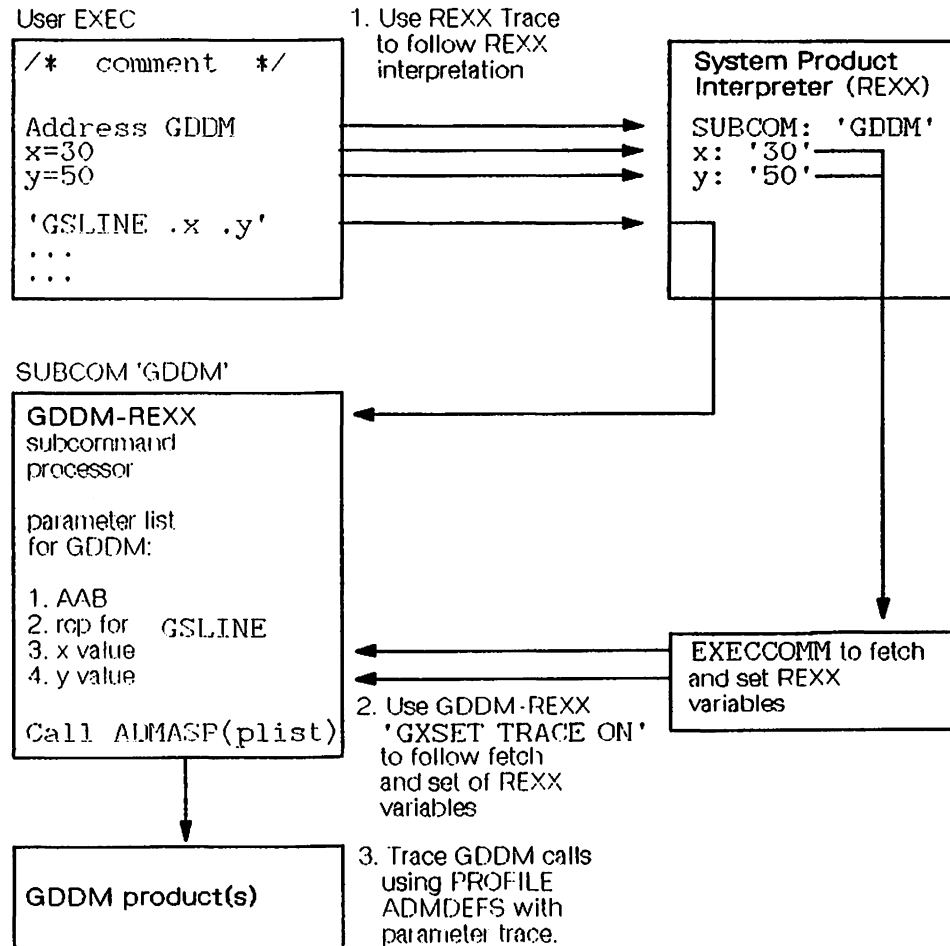 User EXEC
/* comment */
Address GDDM
x=30
y=50
'GSLINE .x .y'
...
...
1. Use REXX Trace
to follow REXX
interpretation
System Product
Interpreter (REXX)
SUBCOM: 'GDDM'
x: '30'
y: '50'
SUBCOM 'GDDM'
GDDM-REXX
subcommand
processor
parameter list
for GDDM:
1. AAB
2. rcp for GSLINE
3. x value
4. y value
Call ADMASP(plist)
EXECCOMM to fetch
and set REXX
variables
2. Use GDDM-REXX
'GXSET TRACE ON'
to follow fetch
and set of REXX
variables
GDDM product(s)
3. Trace GDDM calls
using PROFILE
ADMDEFS with
parameter trace.